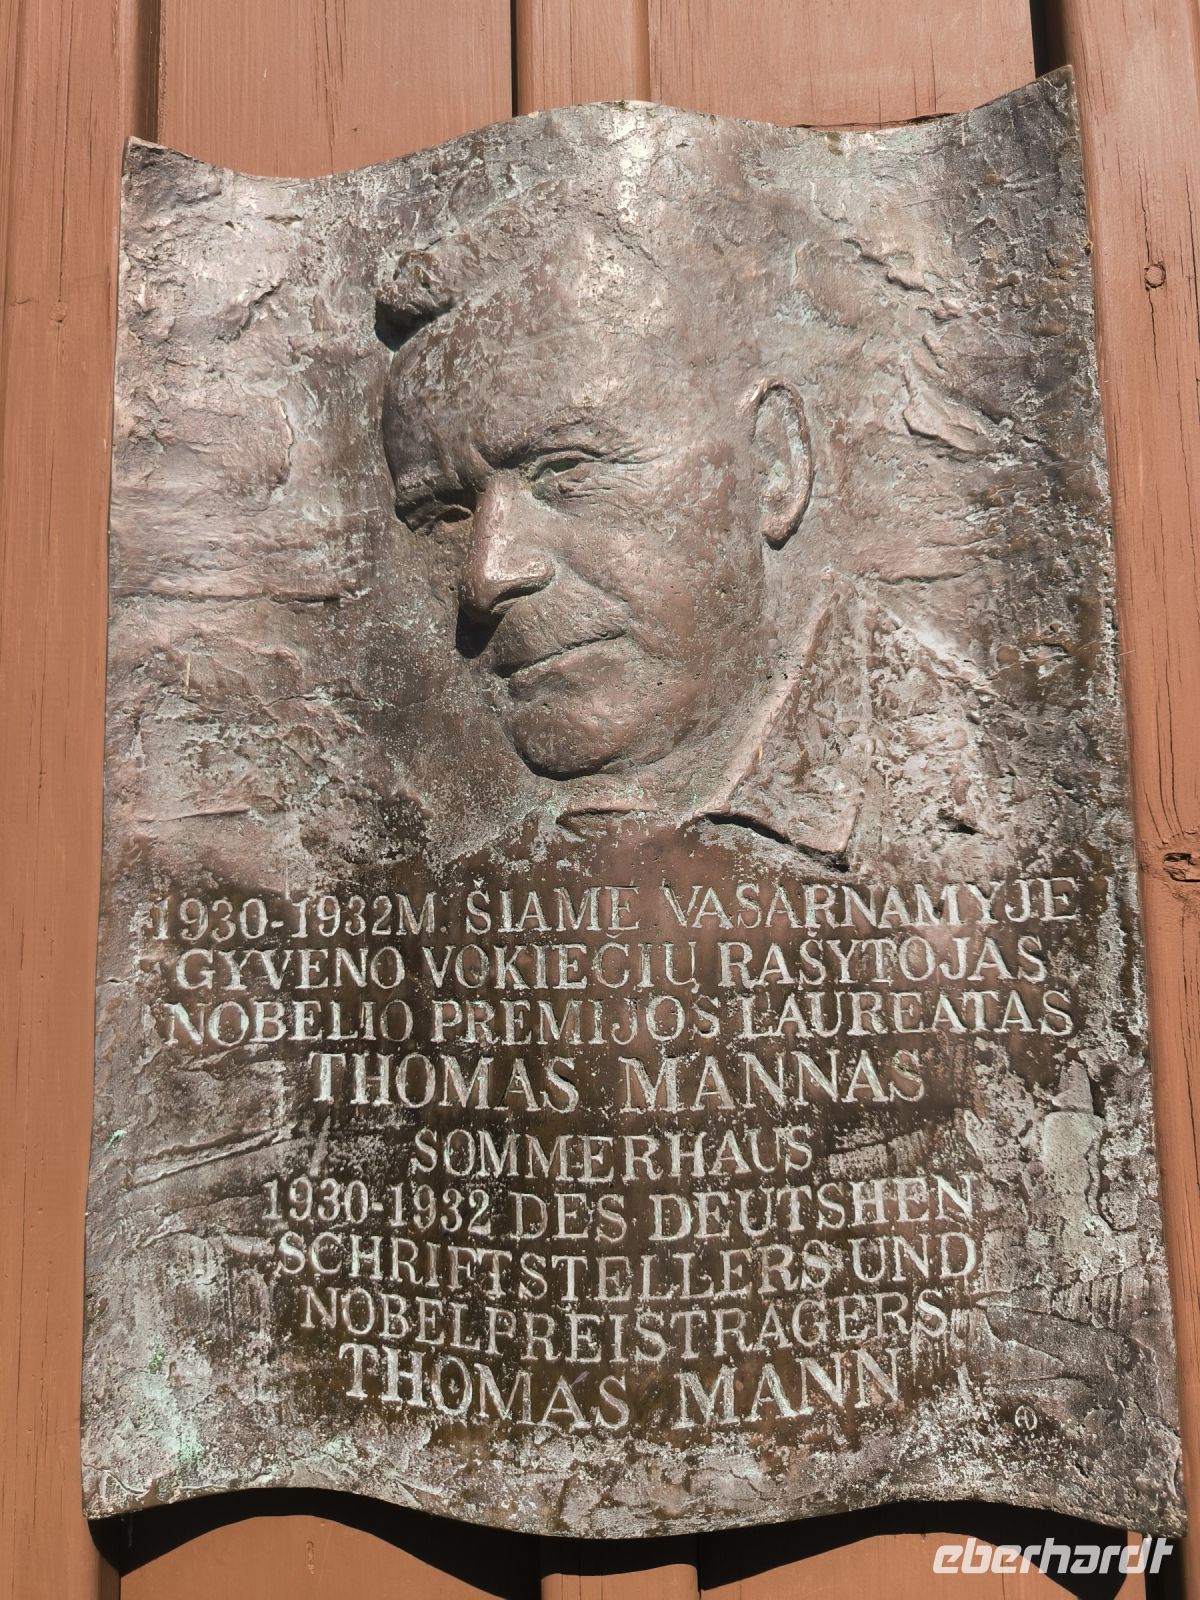 1930-1932M. ŠIAME VASARNAMYJE
GYVENO VOKIEČIŲ RAŠYTOJAS
NOBELIO PREMIJOS LAUREATAS
THOMAS MANNAS
SOMMERHAUS
1930-1932 DES DEUTSHEN
SCHRIFTSTELLERS UND
NOBELPREISTRÄGERS
THOMAS MANN
eberhardt